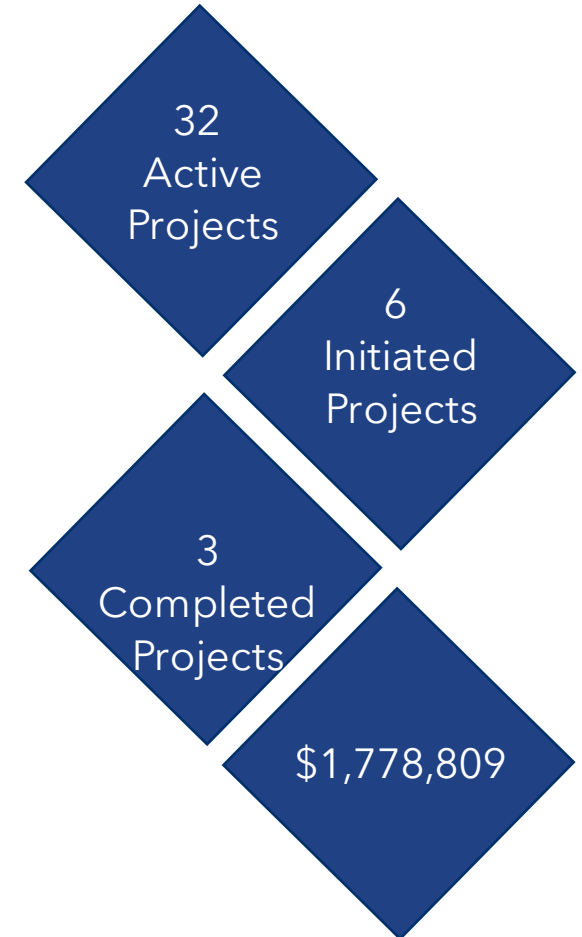 32
Active
Projects
6
Initiated
Projects
3
Completed
Projects
$1,778,809